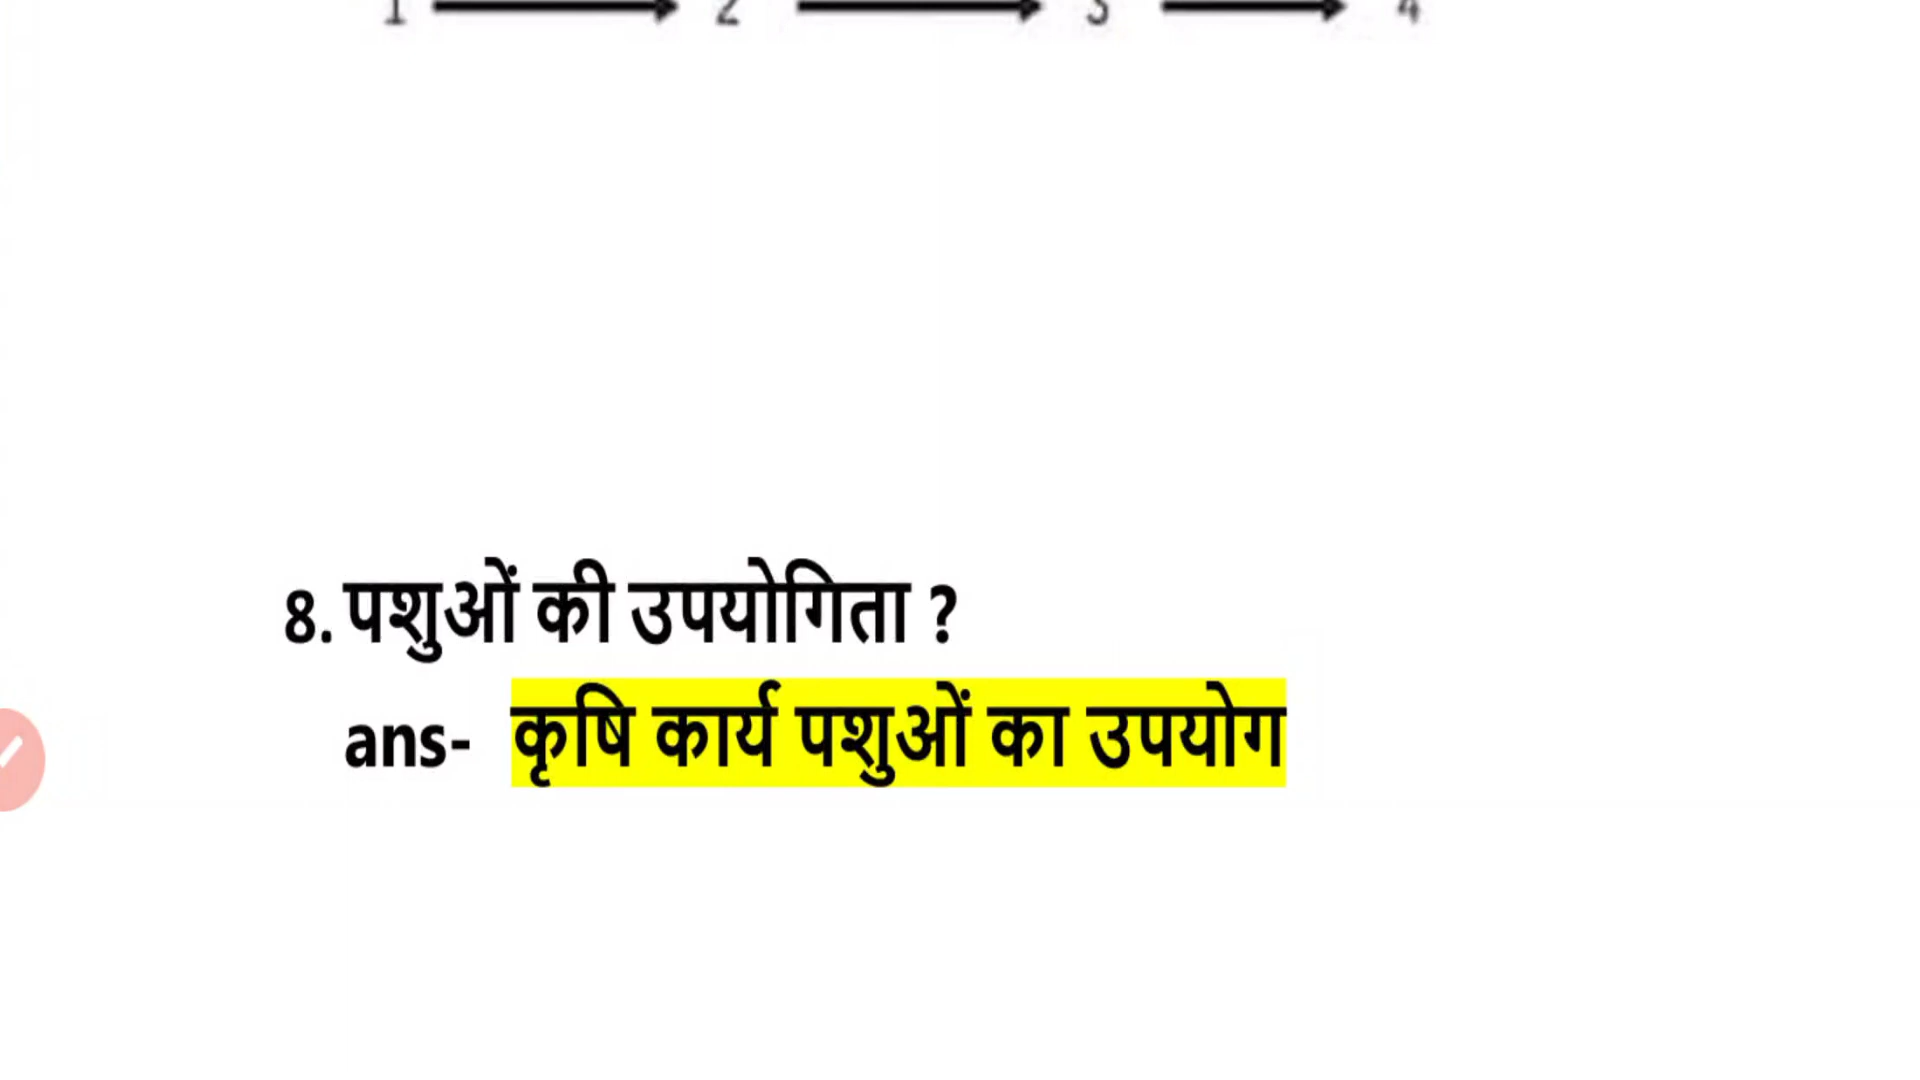 1 2 3 4
8. पशुओं की उपयोगिता ?
ans- कृषि कार्य पशुओं का उपयोग